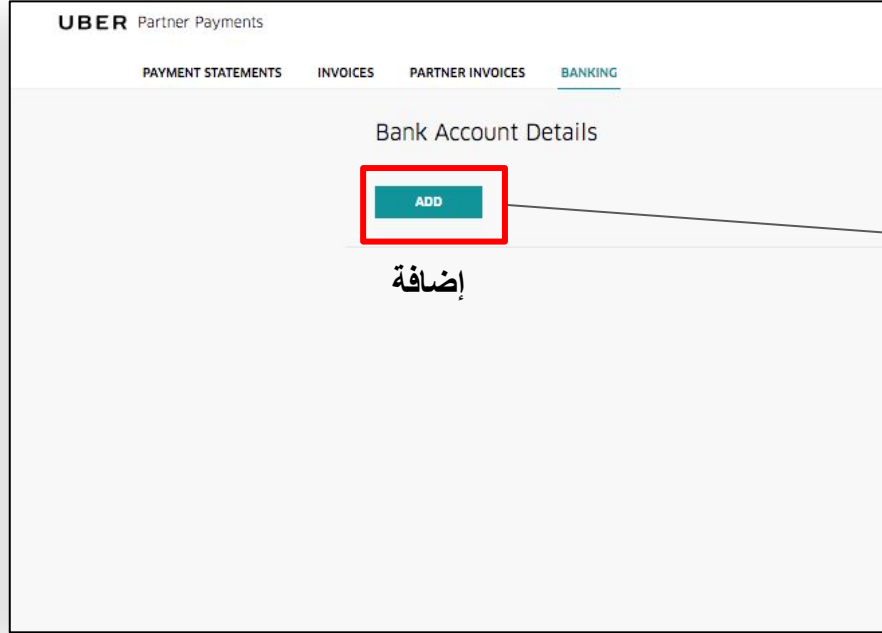 UBER Partner Payments
PAYMENT STATEMENTS INVOICES PARTNER INVOICES BANKING
Bank Account Details
ADD
إضافة